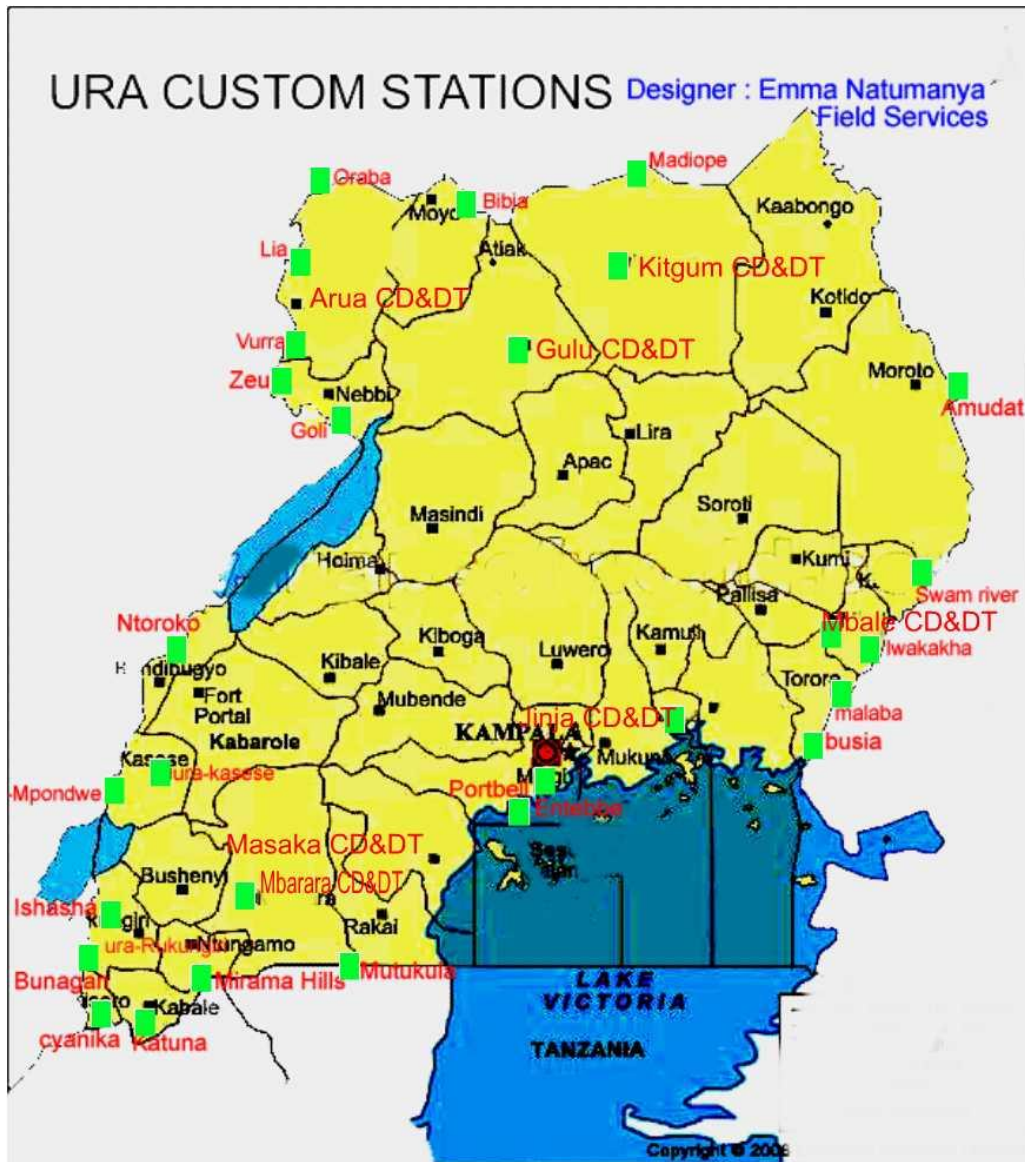 URA CUSTOM STATIONS
Designer : Emma Natumanya
Field Services
Madiope
Oraba
Bibia
Moyo
Kaabongo
Atiak
Lia
Kitgum CD&DT
Arua CD&DT
Kotido
Vurra
Gulu CD&DT
Zeu
Nebbi
Moroto
Amudat
Goli
Lira
Apac
Soroti
Masindi
Hoima
Kumi
Swam river
Pallisa
Ntoroko
Mbale CD&DT
Kiboga
Kamuli
Luwero
lwakakha
Kibale
Tororo
Fort
Portal
Mubende
malaba
Jinja CD&DT
Kabarole
KAMPALA
busia
Kasese
ura-kasese
-Mpondwe
Portbell
Entebbe
Masaka CD&DT
Bushenyi
Mbarara CD&DT
Ishasha
Rakai
ura-Rukungiri
Ntungamo
Mutukula
Mirama Hills
Kabale
cyanika
Katuna
LAKE
VICTORIA
TANZANIA
Copyright ©